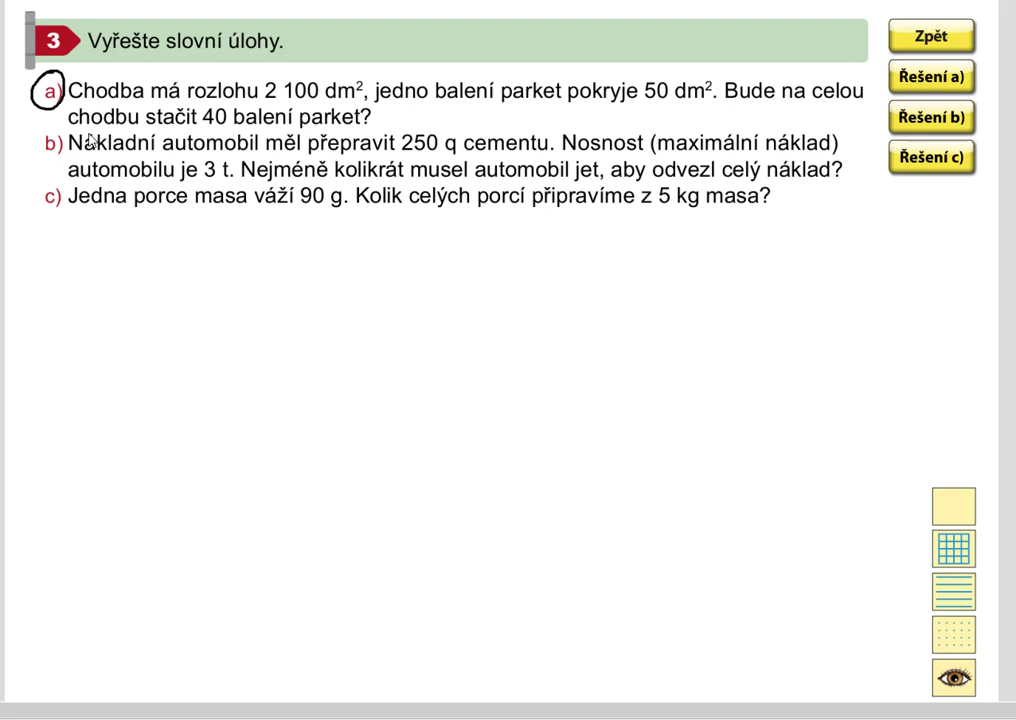 3 Vyřešte slovní úlohy.
Zpět
Řešení a)
Řešení b)
Řešení c)
a) Chodba má rozlohu 2 100 dm², jedno balení parket pokryje 50 dm². Bude na celou
chodbu stačit 40 balení parket?
b) Nákladní automobil měl přepravit 250 q cementu. Nosnost (maximální náklad)
automobilu je 3 t. Nejméně kolikrát musel automobil jet, aby odvezl celý náklad?
c) Jedna porce masa váží 90 g. Kolik celých porcí připravíme z 5 kg masa?